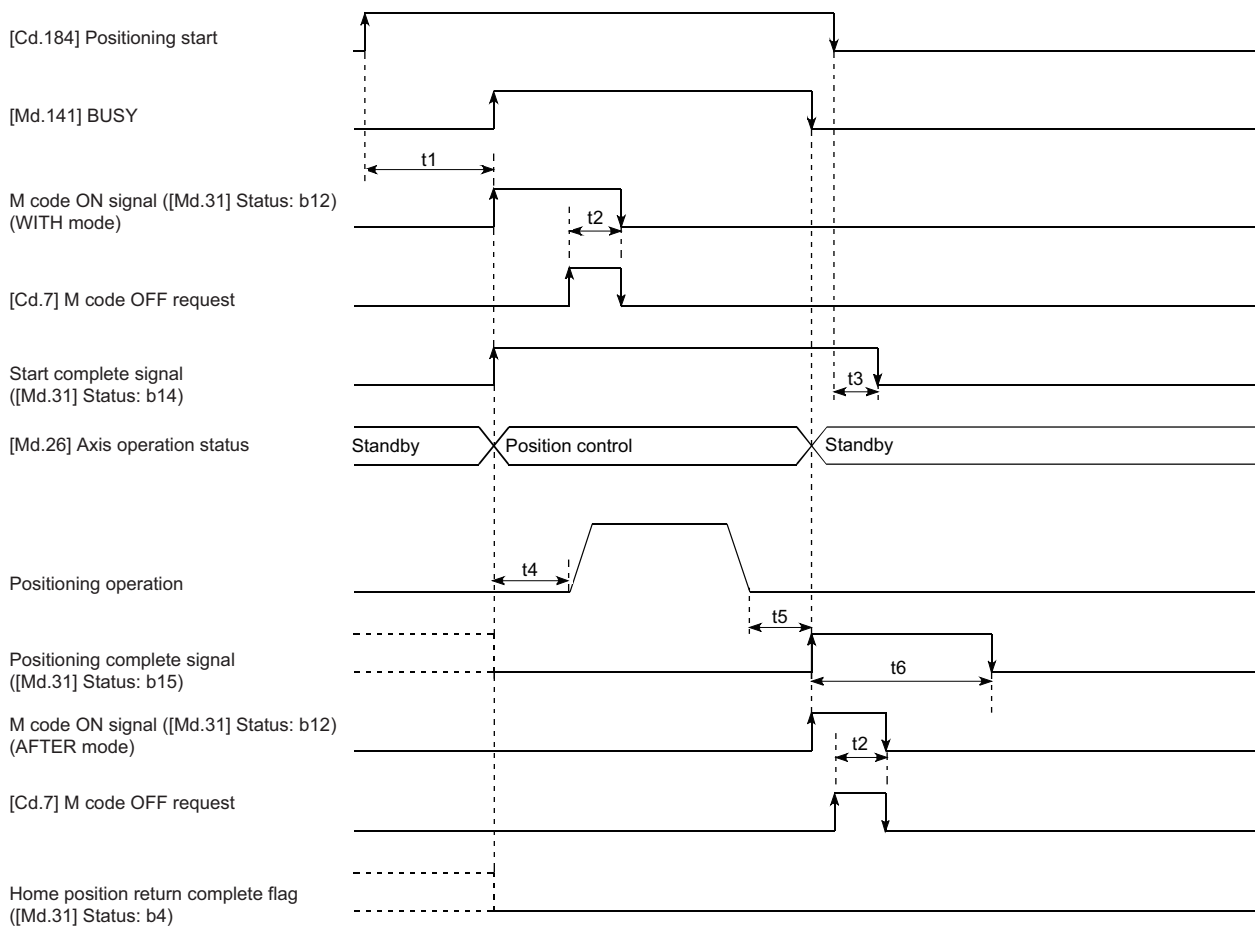 [Cd.184] Positioning start
[Md.141] BUSY
t1
M code ON signal ([Md.31] Status: b12)
(WITH mode)
t2
[Cd.7] M code OFF request
Start complete signal
([Md.31] Status: b14)
t3
[Md.26] Axis operation status
Standby
Position control
Standby
Positioning operation
t4
t5
Positioning complete signal
([Md.31] Status: b15)
t6
M code ON signal ([Md.31] Status: b12)
(AFTER mode)
t2
[Cd.7] M code OFF request
Home position return complete flag
([Md.31] Status: b4)